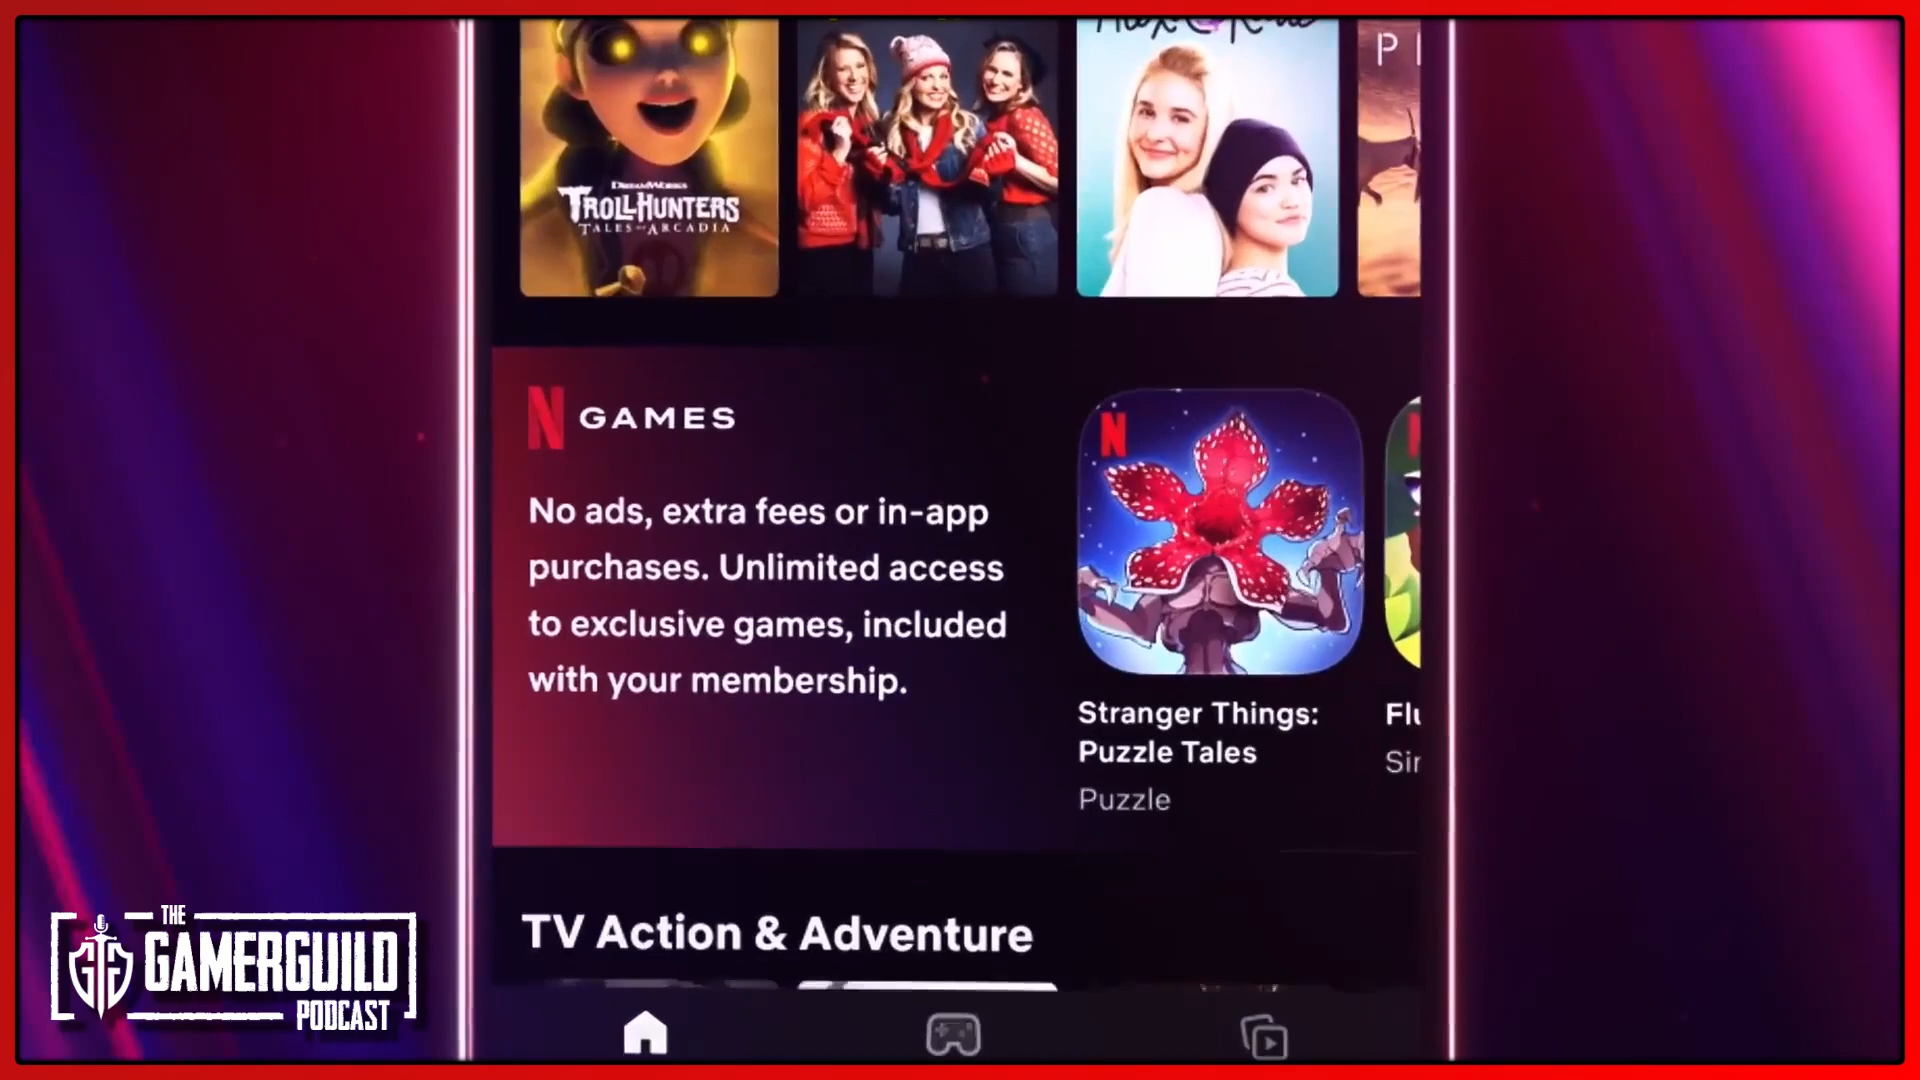 DREAMWORKS
TROLLHUNTERS
TALES OF ARCADIA
N GAMES
No ads, extra fees or in-app
purchases. Unlimited access
to exclusive games, included
with your membership.
N
Stranger Things:
Puzzle Tales
Puzzle
TV Action & Adventure
THE
GAMERGUILD
PODCAST